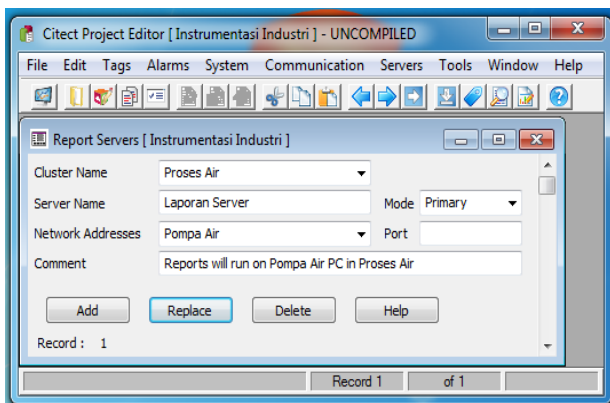 Citect Project Editor [ Instrumentasi Industri ] - UNCOMPILED
File Edit Tags Alarms System Communication Servers Tools Window Help
Report Servers [ Instrumentasi Industri ]
Cluster Name Proses Air
Server Name Laporan Server Mode Primary
Network Addresses Pompa Air Port
Comment Reports will run on Pompa Air PC in Proses Air
Add Replace Delete Help
Record : 1
Record 1 of 1